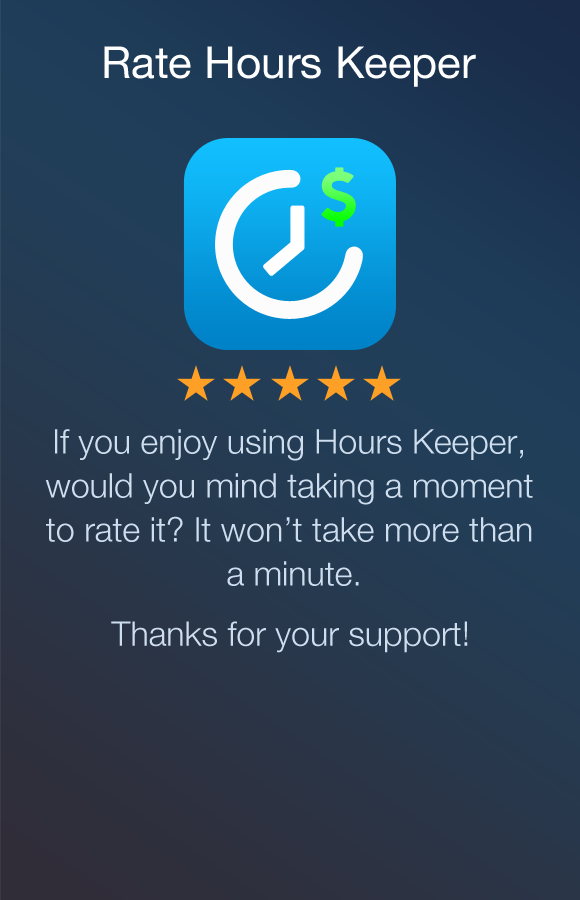 Rate Hours Keeper
$
If you enjoy using Hours Keeper,
would you mind taking a moment
to rate it? It won’t take more than
a minute.
Thanks for your support!